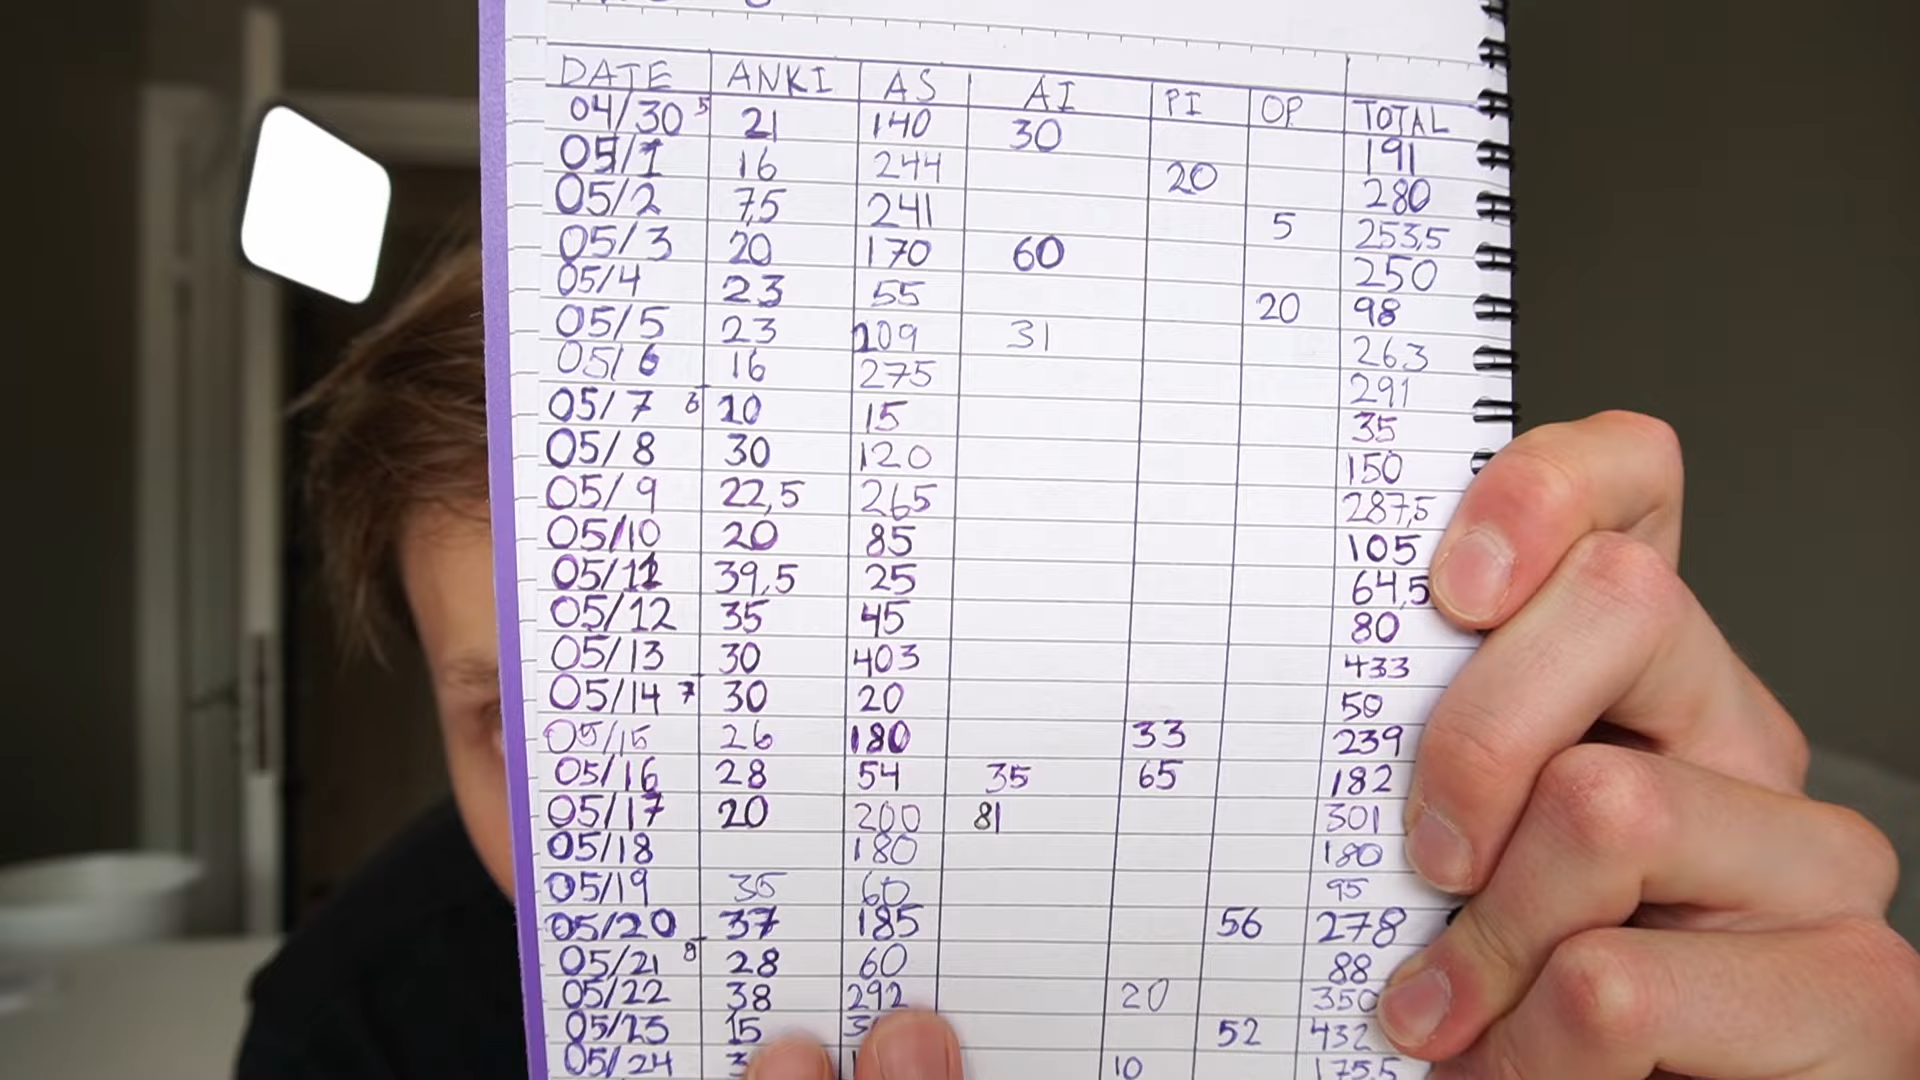 DATE ANKI AS AI PI OP TOTAL
04/30 5 21 140 30 191
05/1 16 244 20 280
05/2 7,5 241 5 253,5
05/3 20 170 60 250
05/4 23 55 20 98
05/5 23 209 31 263
05/6 16 275 291
05/7 6 20 15 35
05/8 30 120 150
05/9 22,5 265 287,5
05/10 20 85 105
05/11 39,5 25 64,5
05/12 35 45 80
05/13 30 403 433
05/14 7 30 20 50
05/15 26 180 33 239
05/16 28 54 35 65 182
05/17 20 200 81 301
05/18 180 180
05/19 35 60 95
05/20 37 185 56 278
05/21 8 28 60 88
05/22 38 292 20 350
05/23 15 52 432
05/24 10 175,5